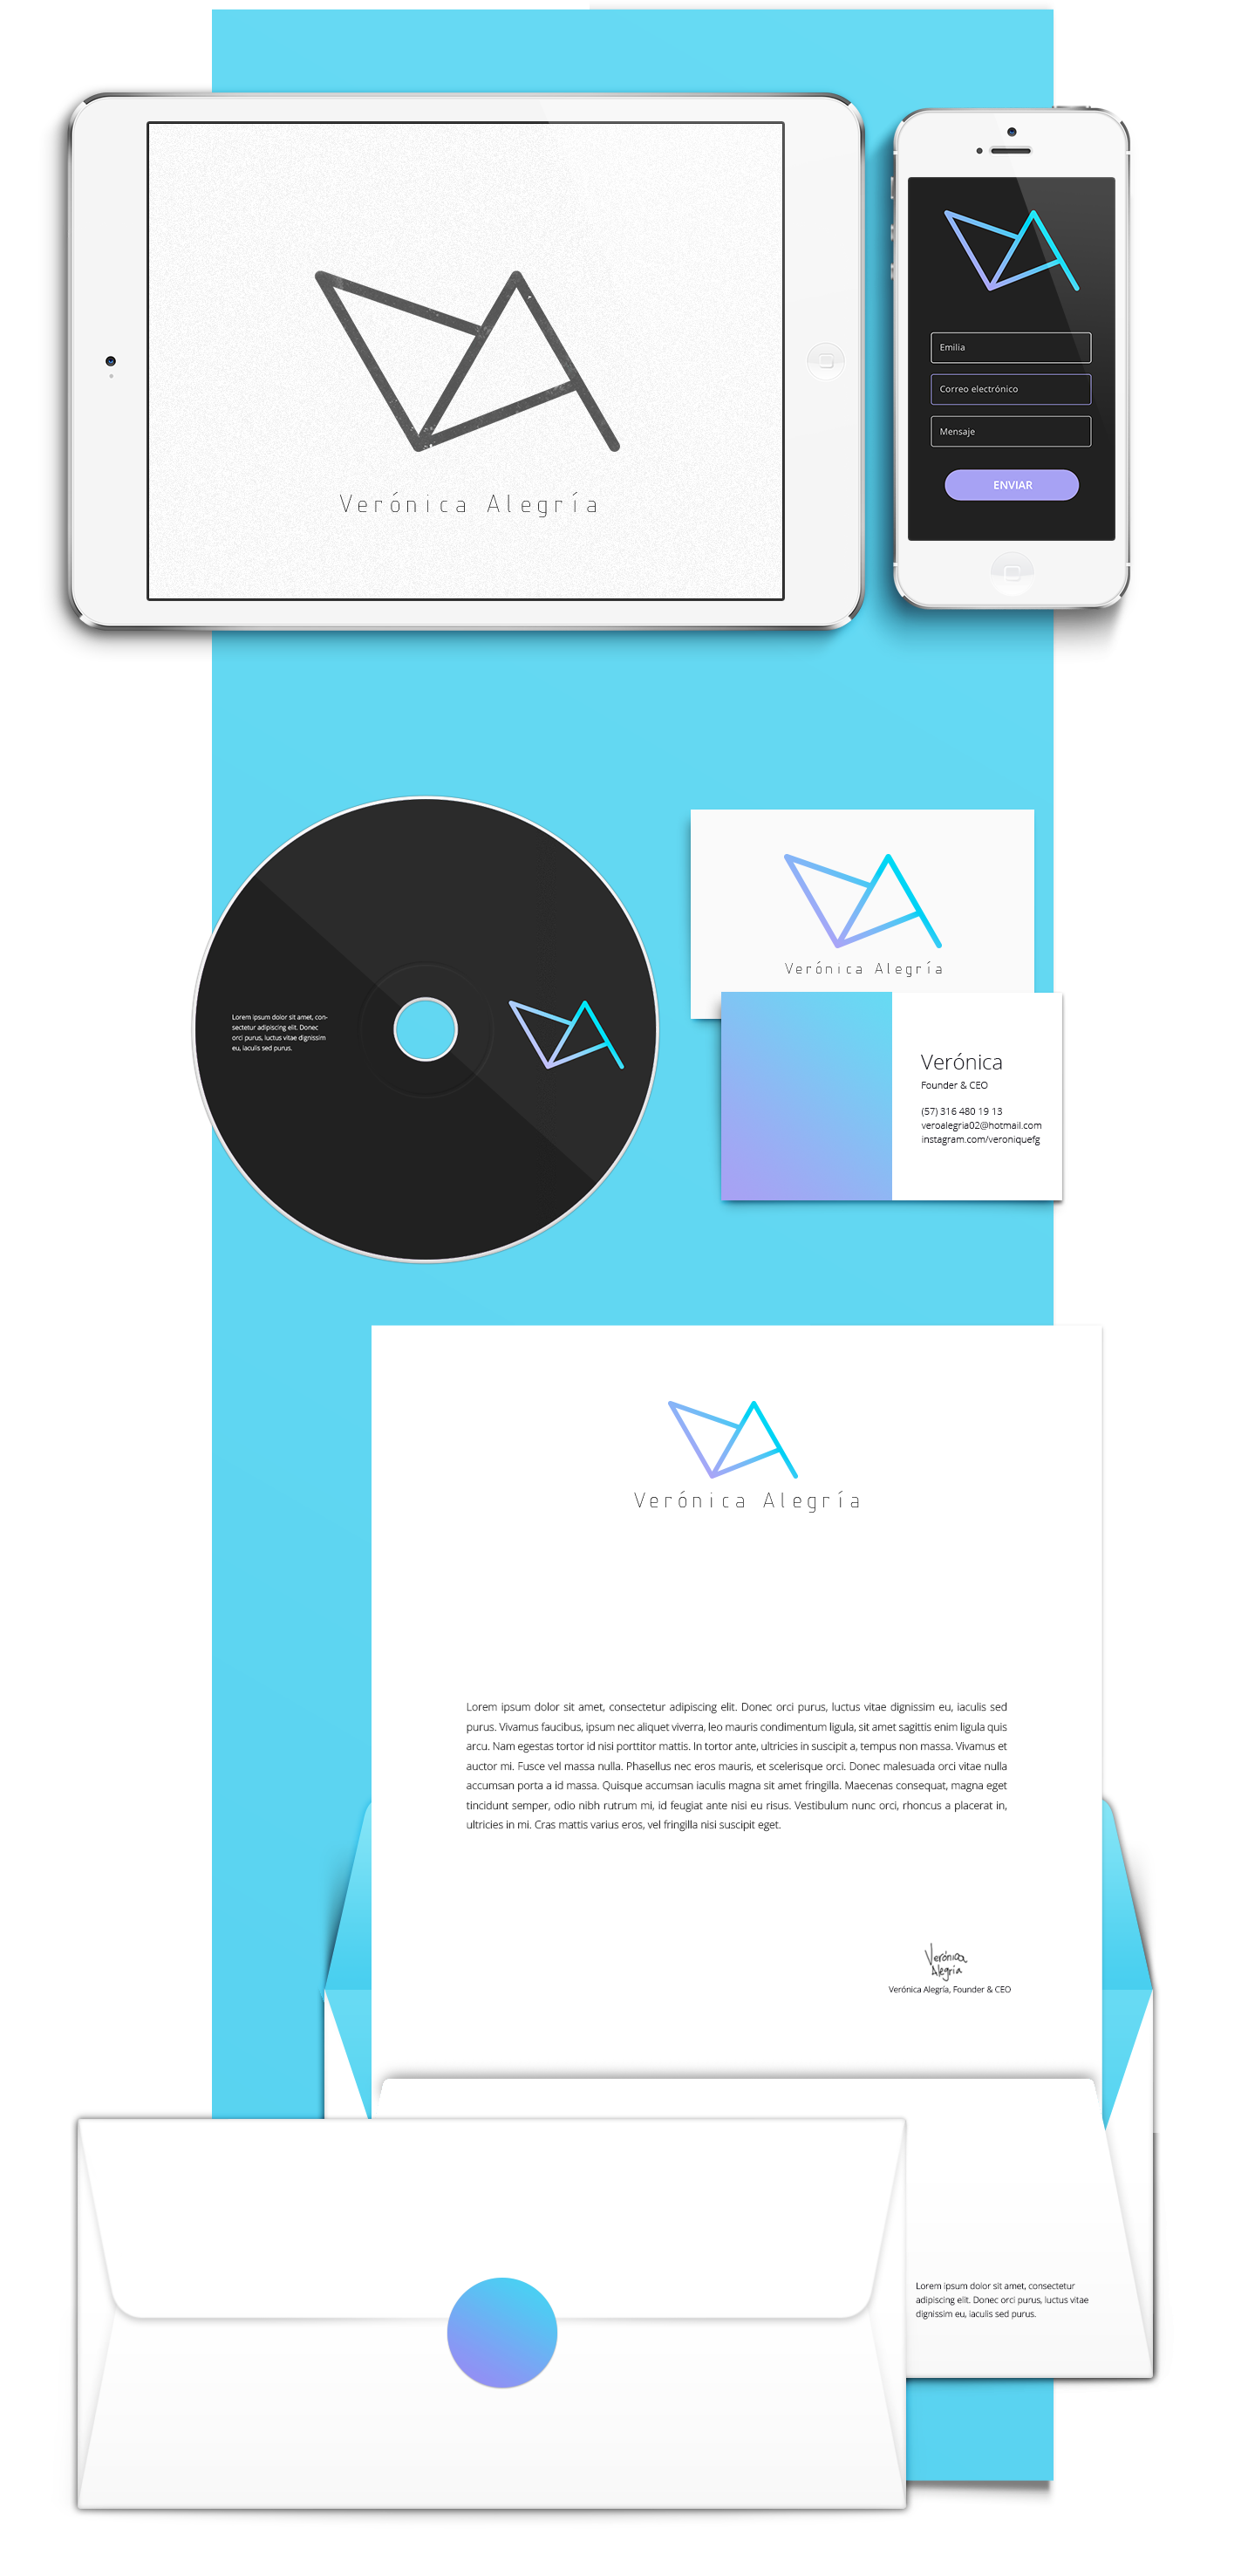 Verónica Alegría
Emilia
Correo electrónico
Mensaje
ENVIAR
Lorem ipsum dolor sit amet, con-
sectetur adipiscing elit. Donec
orci purus, luctus vitae dignissim
eu, iaculis sed purus.
Verónica Alegría
Verónica
Founder & CEO
(57) 316 480 19 13
veroalegria02@hotmail.com
instagram.com/veroniquefg
Verónica Alegría
Lorem ipsum dolor sit amet, consectetur adipiscing elit. Donec orci purus, luctus vitae dignissim eu, iaculis sed
purus. Vivamus faucibus, ipsum nec aliquet viverra, leo mauris condimentum ligula, sit amet sagittis enim ligula quis
arcu. Nam egestas tortor id nisi porttitor mattis. In tortor ante, ultricies in suscipit a, tempus non massa. Vivamus et
auctor mi. Fusce vel massa nulla. Phasellus nec eros mauris, et scelerisque orci. Donec malesuada orci vitae nulla
accumsan porta a id massa. Quisque accumsan iaculis magna sit amet fringilla. Maecenas consequat, magna eget
tincidunt semper, odio nibh rutrum mi, id feugiat ante nisi eu risus. Vestibulum nunc orci, rhoncus a placerat in,
ultricies in mi. Cras mattis varius eros, vel fringilla nisi suscipit eget.
Verónica
Alegría
Verónica Alegría, Founder & CEO
Lorem ipsum dolor sit amet, consectetur
adipiscing elit. Donec orci purus, luctus vitae
dignissim eu, iaculis sed purus.